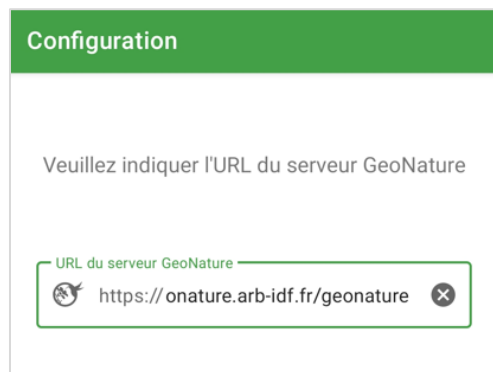 Configuration
Veuillez indiquer l'URL du serveur GeoNature
URL du serveur GeoNature
https://onature.arb-idf.fr/geonature